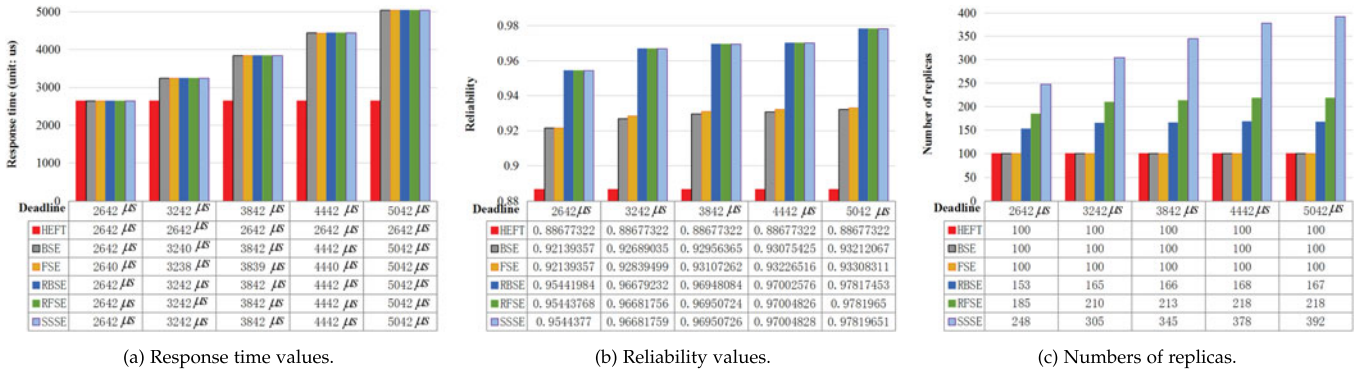 5000
4000
3000
2000
1000
0
Response time (unit: us)
Deadline 2642 μs 3242 μs 3842 μs 4442 μs 5042 μs
HEFT 2642 μs 2642 μs 2642 μs 2642 μs 2642 μs
BSE 2642 μs 3240 μs 3842 μs 4442 μs 5042 μs
FSE 2640 μs 3238 μs 3839 μs 4440 μs 5042 μs
RBSE 2642 μs 3242 μs 3842 μs 4442 μs 5042 μs
RFSE 2642 μs 3242 μs 3842 μs 4442 μs 5042 μs
SSSE 2642 μs 3242 μs 3842 μs 4442 μs 5042 μs
(a) Response time values.
0.98
0.96
0.94
0.92
0.9
0.88
Reliability
Deadline 2642 μs 3242 μs 3842 μs 4442 μs 5042 μs
HEFT 0.88677322 0.88677322 0.88677322 0.88677322 0.88677322
BSE 0.92139357 0.92689035 0.92956365 0.93075425 0.93212067
FSE 0.92139357 0.92839499 0.93107262 0.93226516 0.93308311
RBSE 0.95441984 0.96679232 0.96948084 0.97002576 0.97817453
RFSE 0.95443768 0.96681756 0.96950724 0.97004826 0.9781965
SSSE 0.9544377 0.96681759 0.96950726 0.97004828 0.97819651
(b) Reliability values.
400
350
300
250
200
150
100
50
0
Number of replicas
Deadline 2642 μs 3242 μs 3842 μs 4442 μs 5042 μs
HEFT 100 100 100 100 100
BSE 100 100 100 100 100
FSE 100 100 100 100 100
RBSE 153 165 166 168 167
RFSE 185 210 213 218 218
SSSE 248 305 345 378 392
(c) Numbers of replicas.